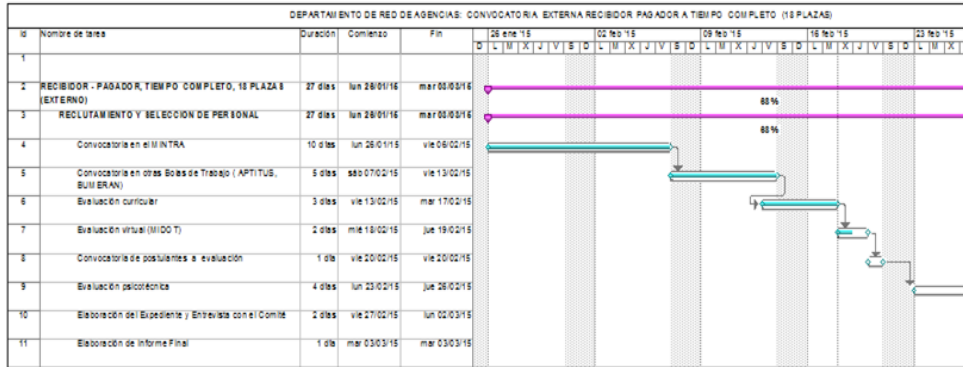 DEPARTAMENTO DE RED DE AGENCIAS: CONVOCATORIA EXTERNA RECIBIDOR PAGADOR A TIEMPO COMPLETO (18 PLAZAS)
Id Nombre de tarea Duración Comienzo Fin 26 ene '15 02 feb '15 09 feb '15 16 feb '15 23 feb '15
D L M X J V S D L M X J V S D L M X J V S D L M X J V S D L M X
1
2 RECIBIDOR - PAGADOR, TIEMPO COMPLETO, 18 PLAZAS (EXTERNO) 27 días lun 26/01/15 mar 03/03/15
68 %
3 RECLUTAMIENTO Y SELECCION DE PERSONAL 27 días lun 26/01/15 mar 03/03/15
68 %
4 Convocatoria en el MINTRA 10 días lun 26/01/15 vie 06/02/15
5 Convocatoria en otras Bolsas de Trabajo ( APTITUS, BUMERAN) 5 días sáb 07/02/15 vie 13/02/15
6 Evaluación curricular 3 días vie 13/02/15 mar 17/02/15
7 Evaluación virtual (MIDOT) 2 días mié 18/02/15 jue 19/02/15
8 Convocatoria de postulantes a evaluación 1 día vie 20/02/15 vie 20/02/15
9 Evaluación psicotécnica 4 días lun 23/02/15 jue 26/02/15
10 Elaboración del Expediente y Entrevista con el Comité 2 días vie 27/02/15 lun 02/03/15
11 Elaboración de Informe Final 1 día mar 03/03/15 mar 03/03/15